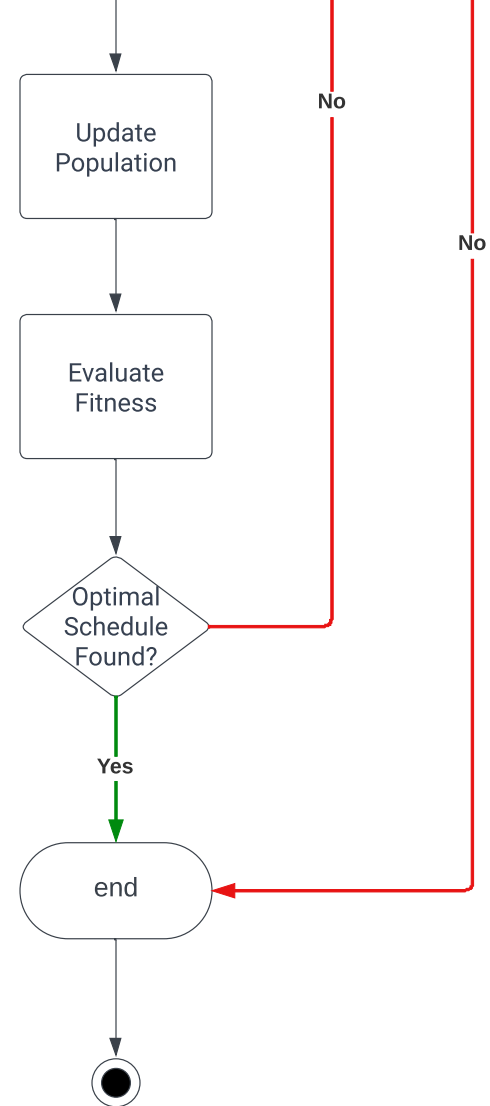 No
Update
Population
No
Evaluate
Fitness
Optimal
Schedule
Found?
Yes
end